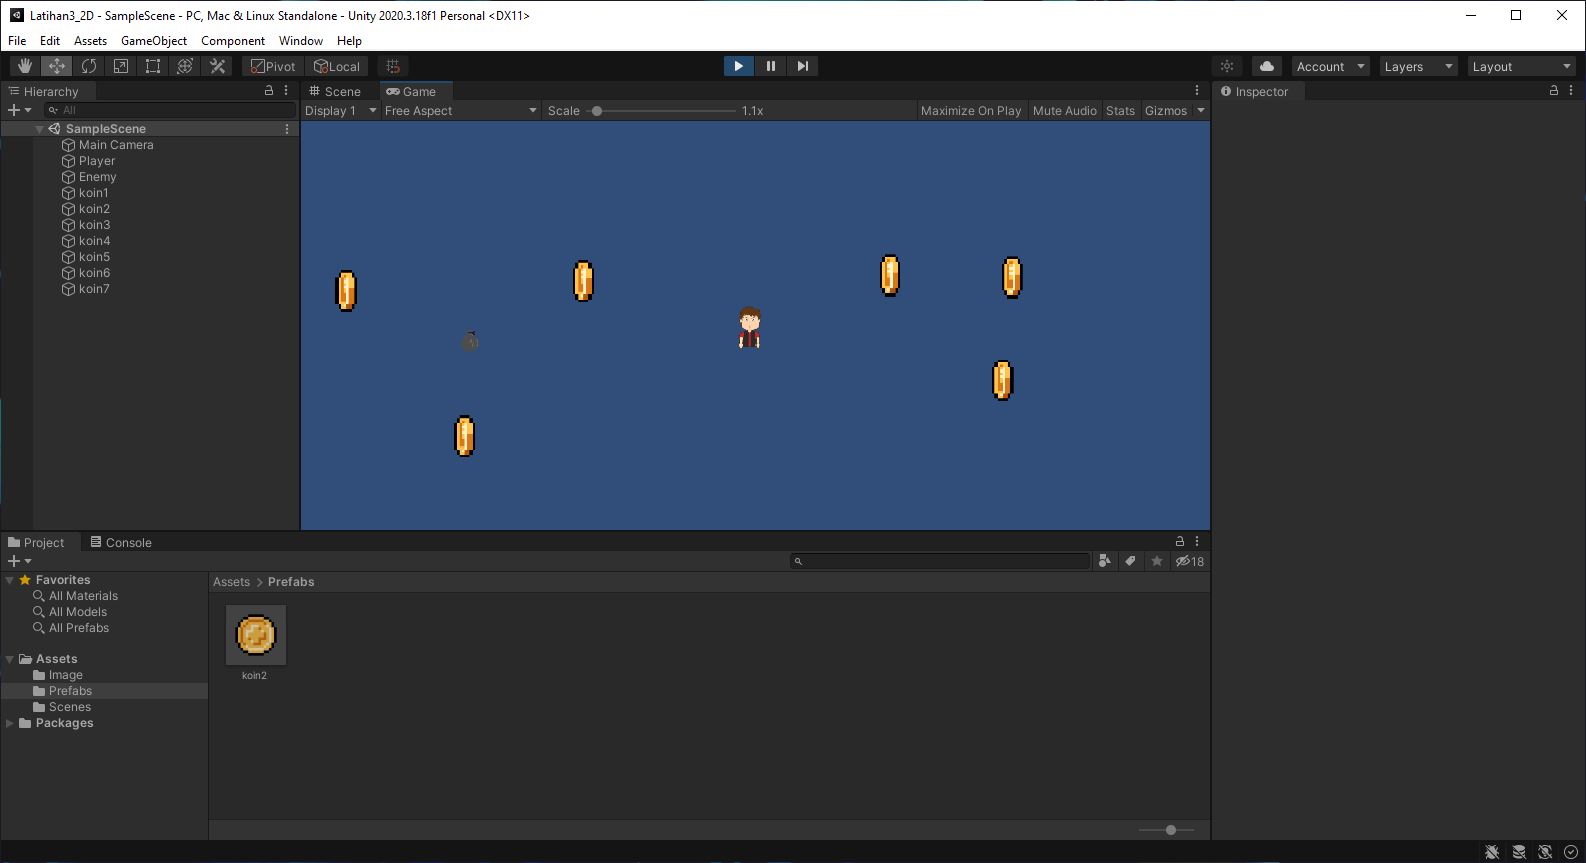 Latihan3_2D - SampleScene - PC, Mac & Linux Standalone - Unity 2020.3.18f1 Personal <DX11>
File Edit Assets GameObject Component Window Help
Pivot Local Account Layers Layout
Hierarchy Scene Game Inspector
All Display 1 Free Aspect Scale 1.1x Maximize On Play Mute Audio Stats Gizmos
SampleScene
Main Camera
Player
Enemy
koin1
koin2
koin3
koin4
koin5
koin6
koin7
Project Console
18
Favorites
All Materials
All Models
All Prefabs
Assets
Image
Prefabs
Scenes
Packages
Assets > Prefabs
koin2